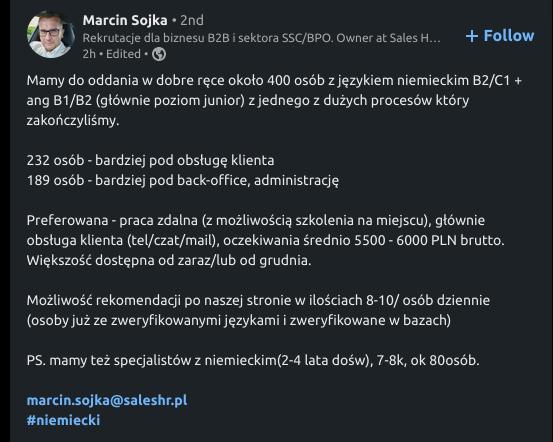 Marcin Sojka • 2nd
Rekrutacje dla biznesu B2B i sektora SSC/BPO. Owner at Sales H...
2h • Edited •
+ Follow
Mamy do oddania w dobre ręce około 400 osób z językiem niemieckim B2/C1 +
ang B1/B2 (głównie poziom junior) z jednego z dużych procesów który
zakończyliśmy.
232 osób - bardziej pod obsługę klienta
189 osób - bardziej pod back-office, administrację
Preferowana - praca zdalna (z możliwością szkolenia na miejscu), głównie
obsługa klienta (tel/czat/mail), oczekiwania średnio 5500 - 6000 PLN brutto.
Większość dostępna od zaraz/lub od grudnia.
Możliwość rekomendacji po naszej stronie w ilościach 8-10/ osób dziennie
(osoby już ze zweryfikowanymi językami i zweryfikowane w bazach)
PS. mamy też specjalistów z niemieckim(2-4 lata dośw), 7-8k, ok 80osób.
marcin.sojka@saleshr.pl
#niemiecki